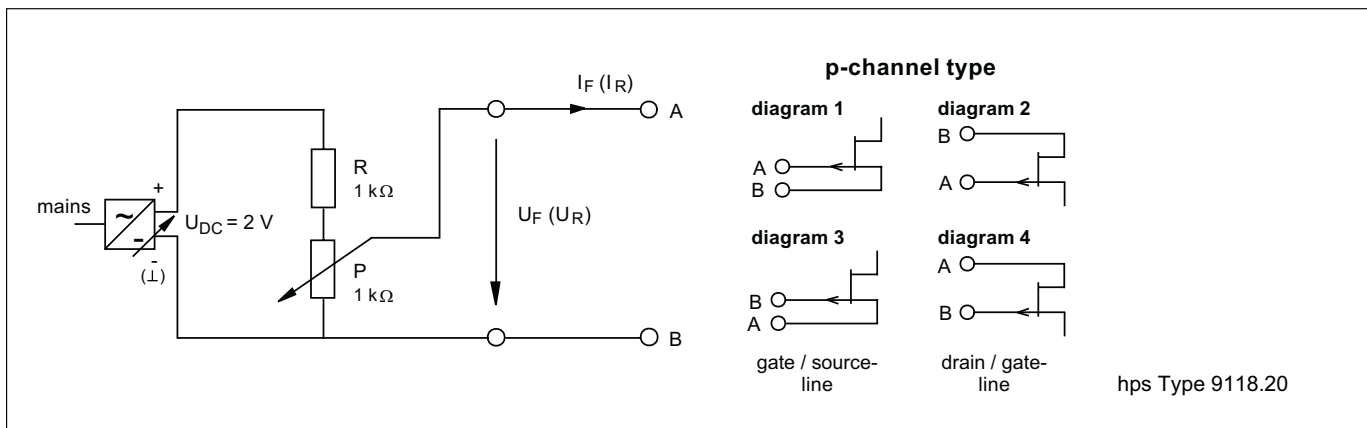 mains
+
~
-
-
(⊥)
U_DC = 2 V
R
1 kΩ
P
1 kΩ
I_F (I_R)
A
U_F (U_R)
B
p-channel type
diagram 1
A
B
diagram 2
B
A
diagram 3
B
A
gate / source-
line
diagram 4
A
B
drain / gate-
line
hps Type 9118.20